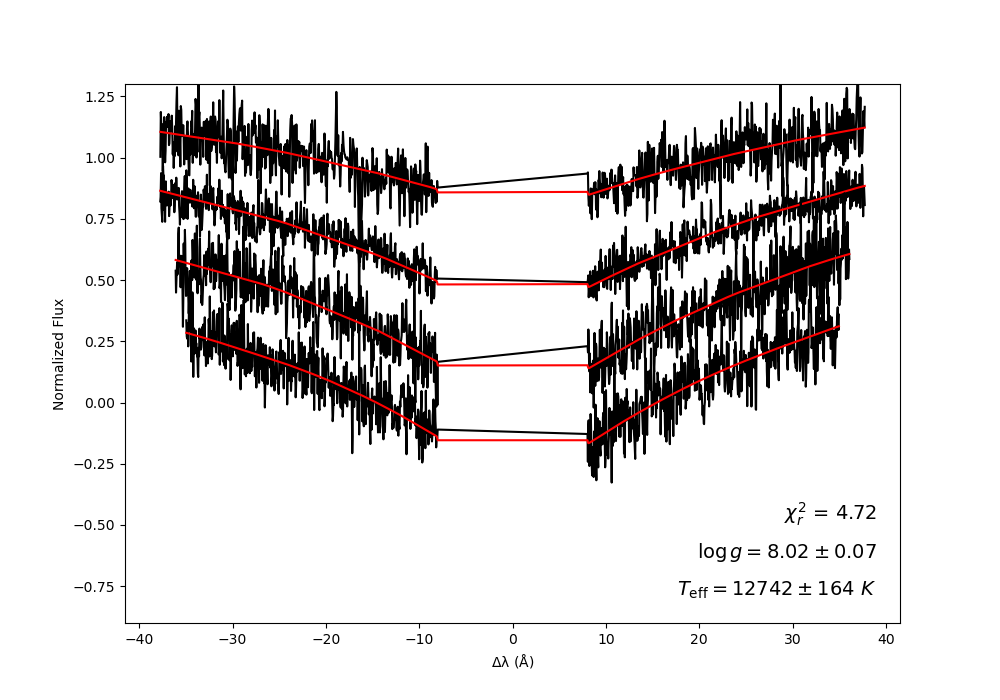 1.25
1.00
0.75
0.50
0.25
0.00
−0.25
−0.50
−0.75
Normalized Flux
χ²ᵣ = 4.72
log g = 8.02 ± 0.07
T_eff = 12742 ± 164 K
−40 −30 −20 −10 0 10 20 30 40
Δλ (Å)